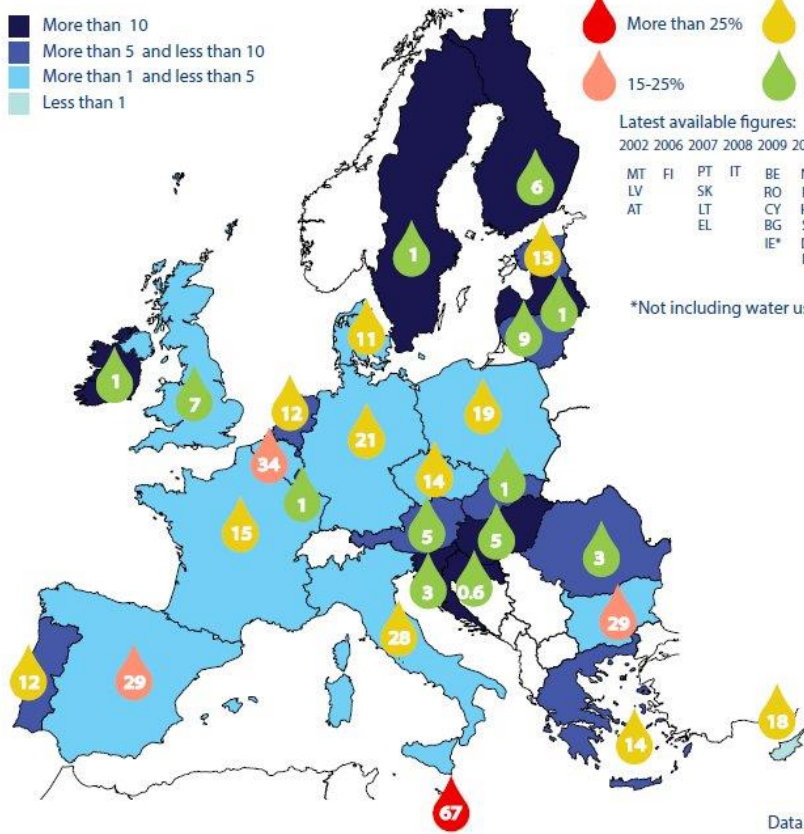 More than 10
More than 5 and less than 10
More than 1 and less than 5
Less than 1
More than 25%
15-25%
Latest available figures:
2002 2006 2007 2008 2009
MT FI PT IT BE
LV SK RO
AT LT CY
EL BG
IE*
*Not including water
6
1
13
1
9
11
1
7
12
19
21
34
14
1
1
15
5
5
3
3
0.6
28
29
12
29
18
14
67
Data